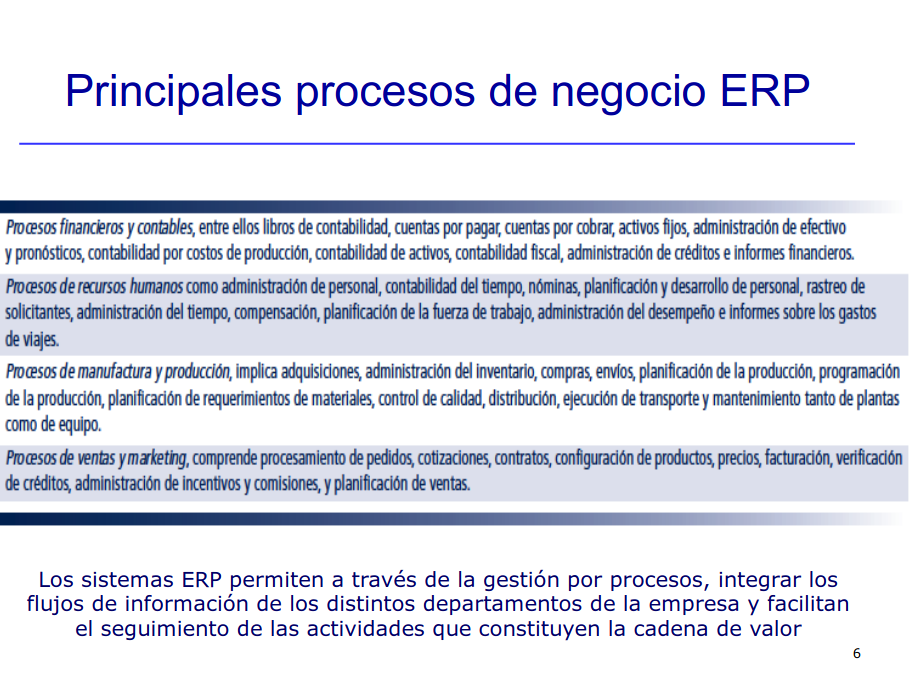 Principales procesos de negocio ERP
Procesos financieros y contables, entre ellos libros de contabilidad, cuentas por pagar, cuentas por cobrar, activos fijos, administración de efectivo
y pronósticos, contabilidad por costos de producción, contabilidad de activos, contabilidad fiscal, administración de créditos e informes financieros.
Procesos de recursos humanos como administración de personal, contabilidad del tiempo, nóminas, planificación y desarrollo de personal, rastreo de
solicitantes, administración del tiempo, compensación, planificación de la fuerza de trabajo, administración del desempeño e informes sobre los gastos
de viajes.
Procesos de manufactura y producción, implica adquisiciones, administración del inventario, compras, envíos, planificación de la producción, programación
de la producción, planificación de requerimientos de materiales, control de calidad, distribución, ejecución de transporte y mantenimiento tanto de plantas
como de equipo.
Procesos de ventas y marketing, comprende procesamiento de pedidos, cotizaciones, contratos, configuración de productos, precios, facturación, verificación
de créditos, administración de incentivos y comisiones, y planificación de ventas.
Los sistemas ERP permiten a través de la gestión por procesos, integrar los
flujos de información de los distintos departamentos de la empresa y facilitan
el seguimiento de las actividades que constituyen la cadena de valor
6